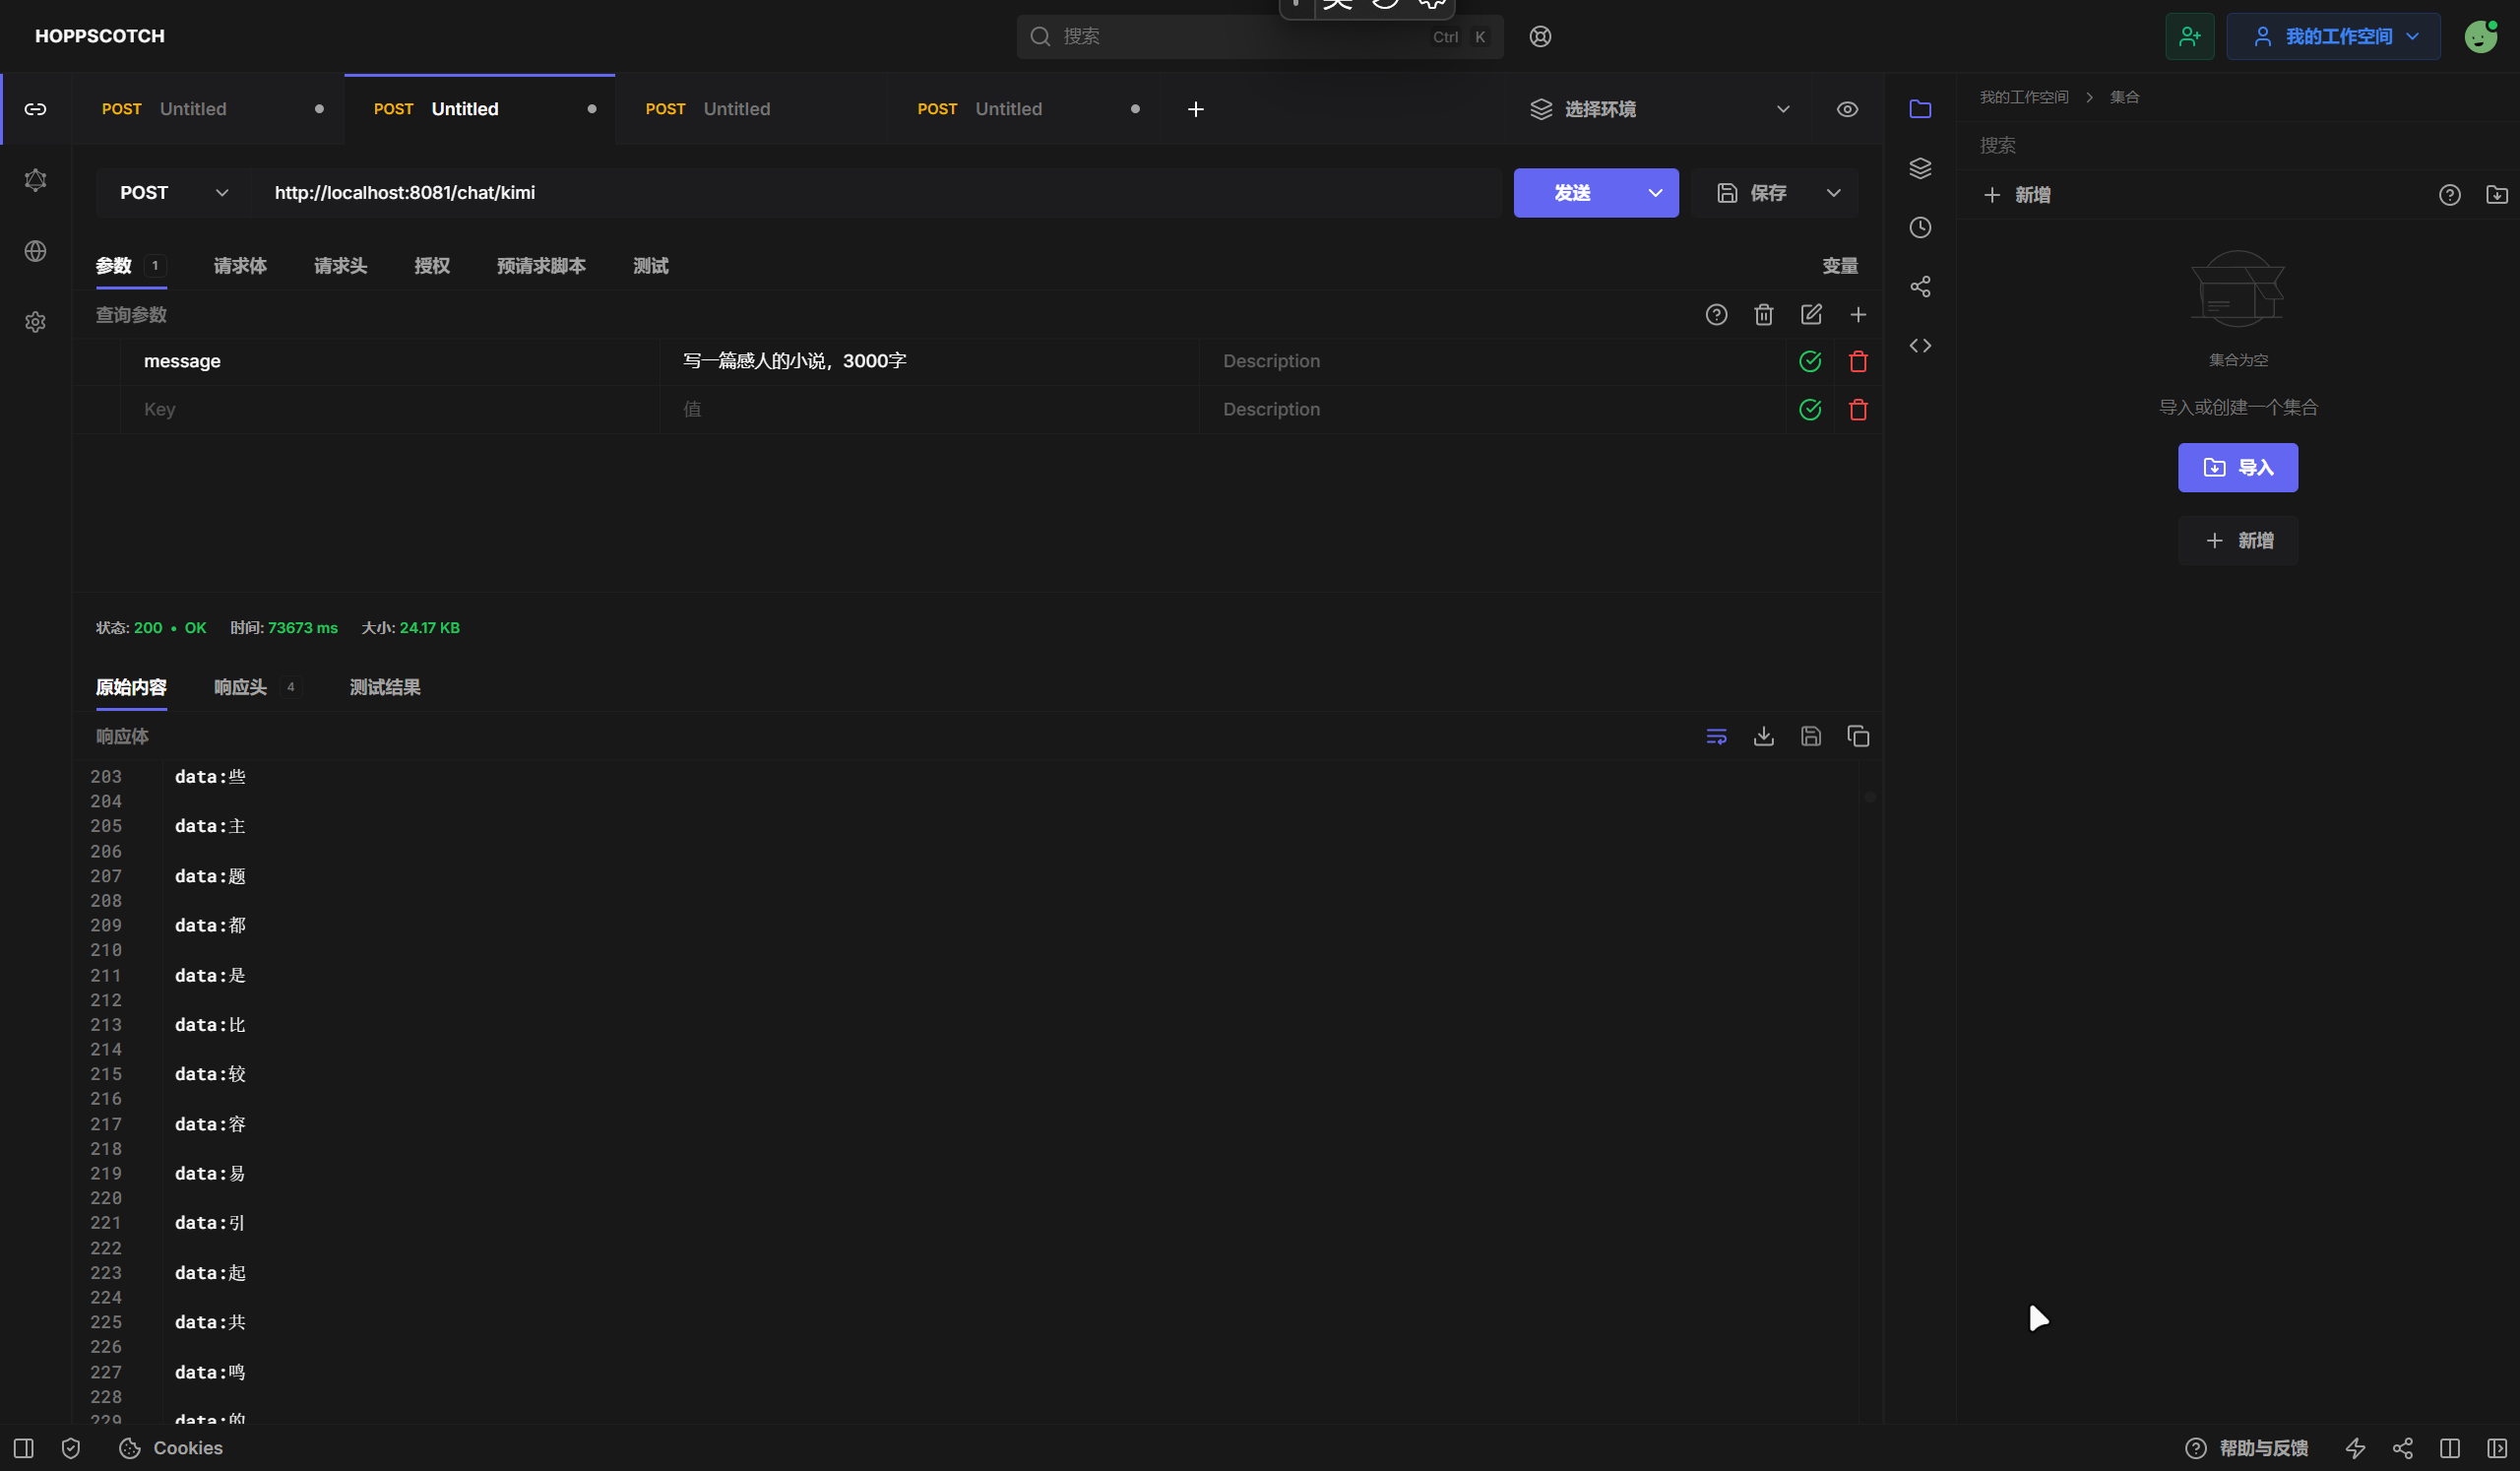 HOPPSCOTCH
搜索
Ctrl K
我的工作空间
POST Untitled
POST Untitled
POST Untitled
POST Untitled
选择环境
POST
http://localhost:8081/chat/kimi
发送
保存
参数 1 请求体 请求头 授权 预请求脚本 测试 变量
查询参数
message 写一篇感人的小说，3000字 Description
Key 值 Description
状态: 200 • OK 时间: 73673 ms 大小: 24.17 KB
原始内容 响应头 4 测试结果
响应体
203 data:些
204
205 data:主
206
207 data:题
208
209 data:都
210
211 data:是
212
213 data:比
214
215 data:较
216
217 data:容
218
219 data:易
220
221 data:引
222
223 data:起
224
225 data:共
226
227 data:鸣
228
229 data:的
我的工作空间 > 集合
搜索
新增
集合为空
导入或创建一个集合
导入
新增
Cookies
帮助与反馈